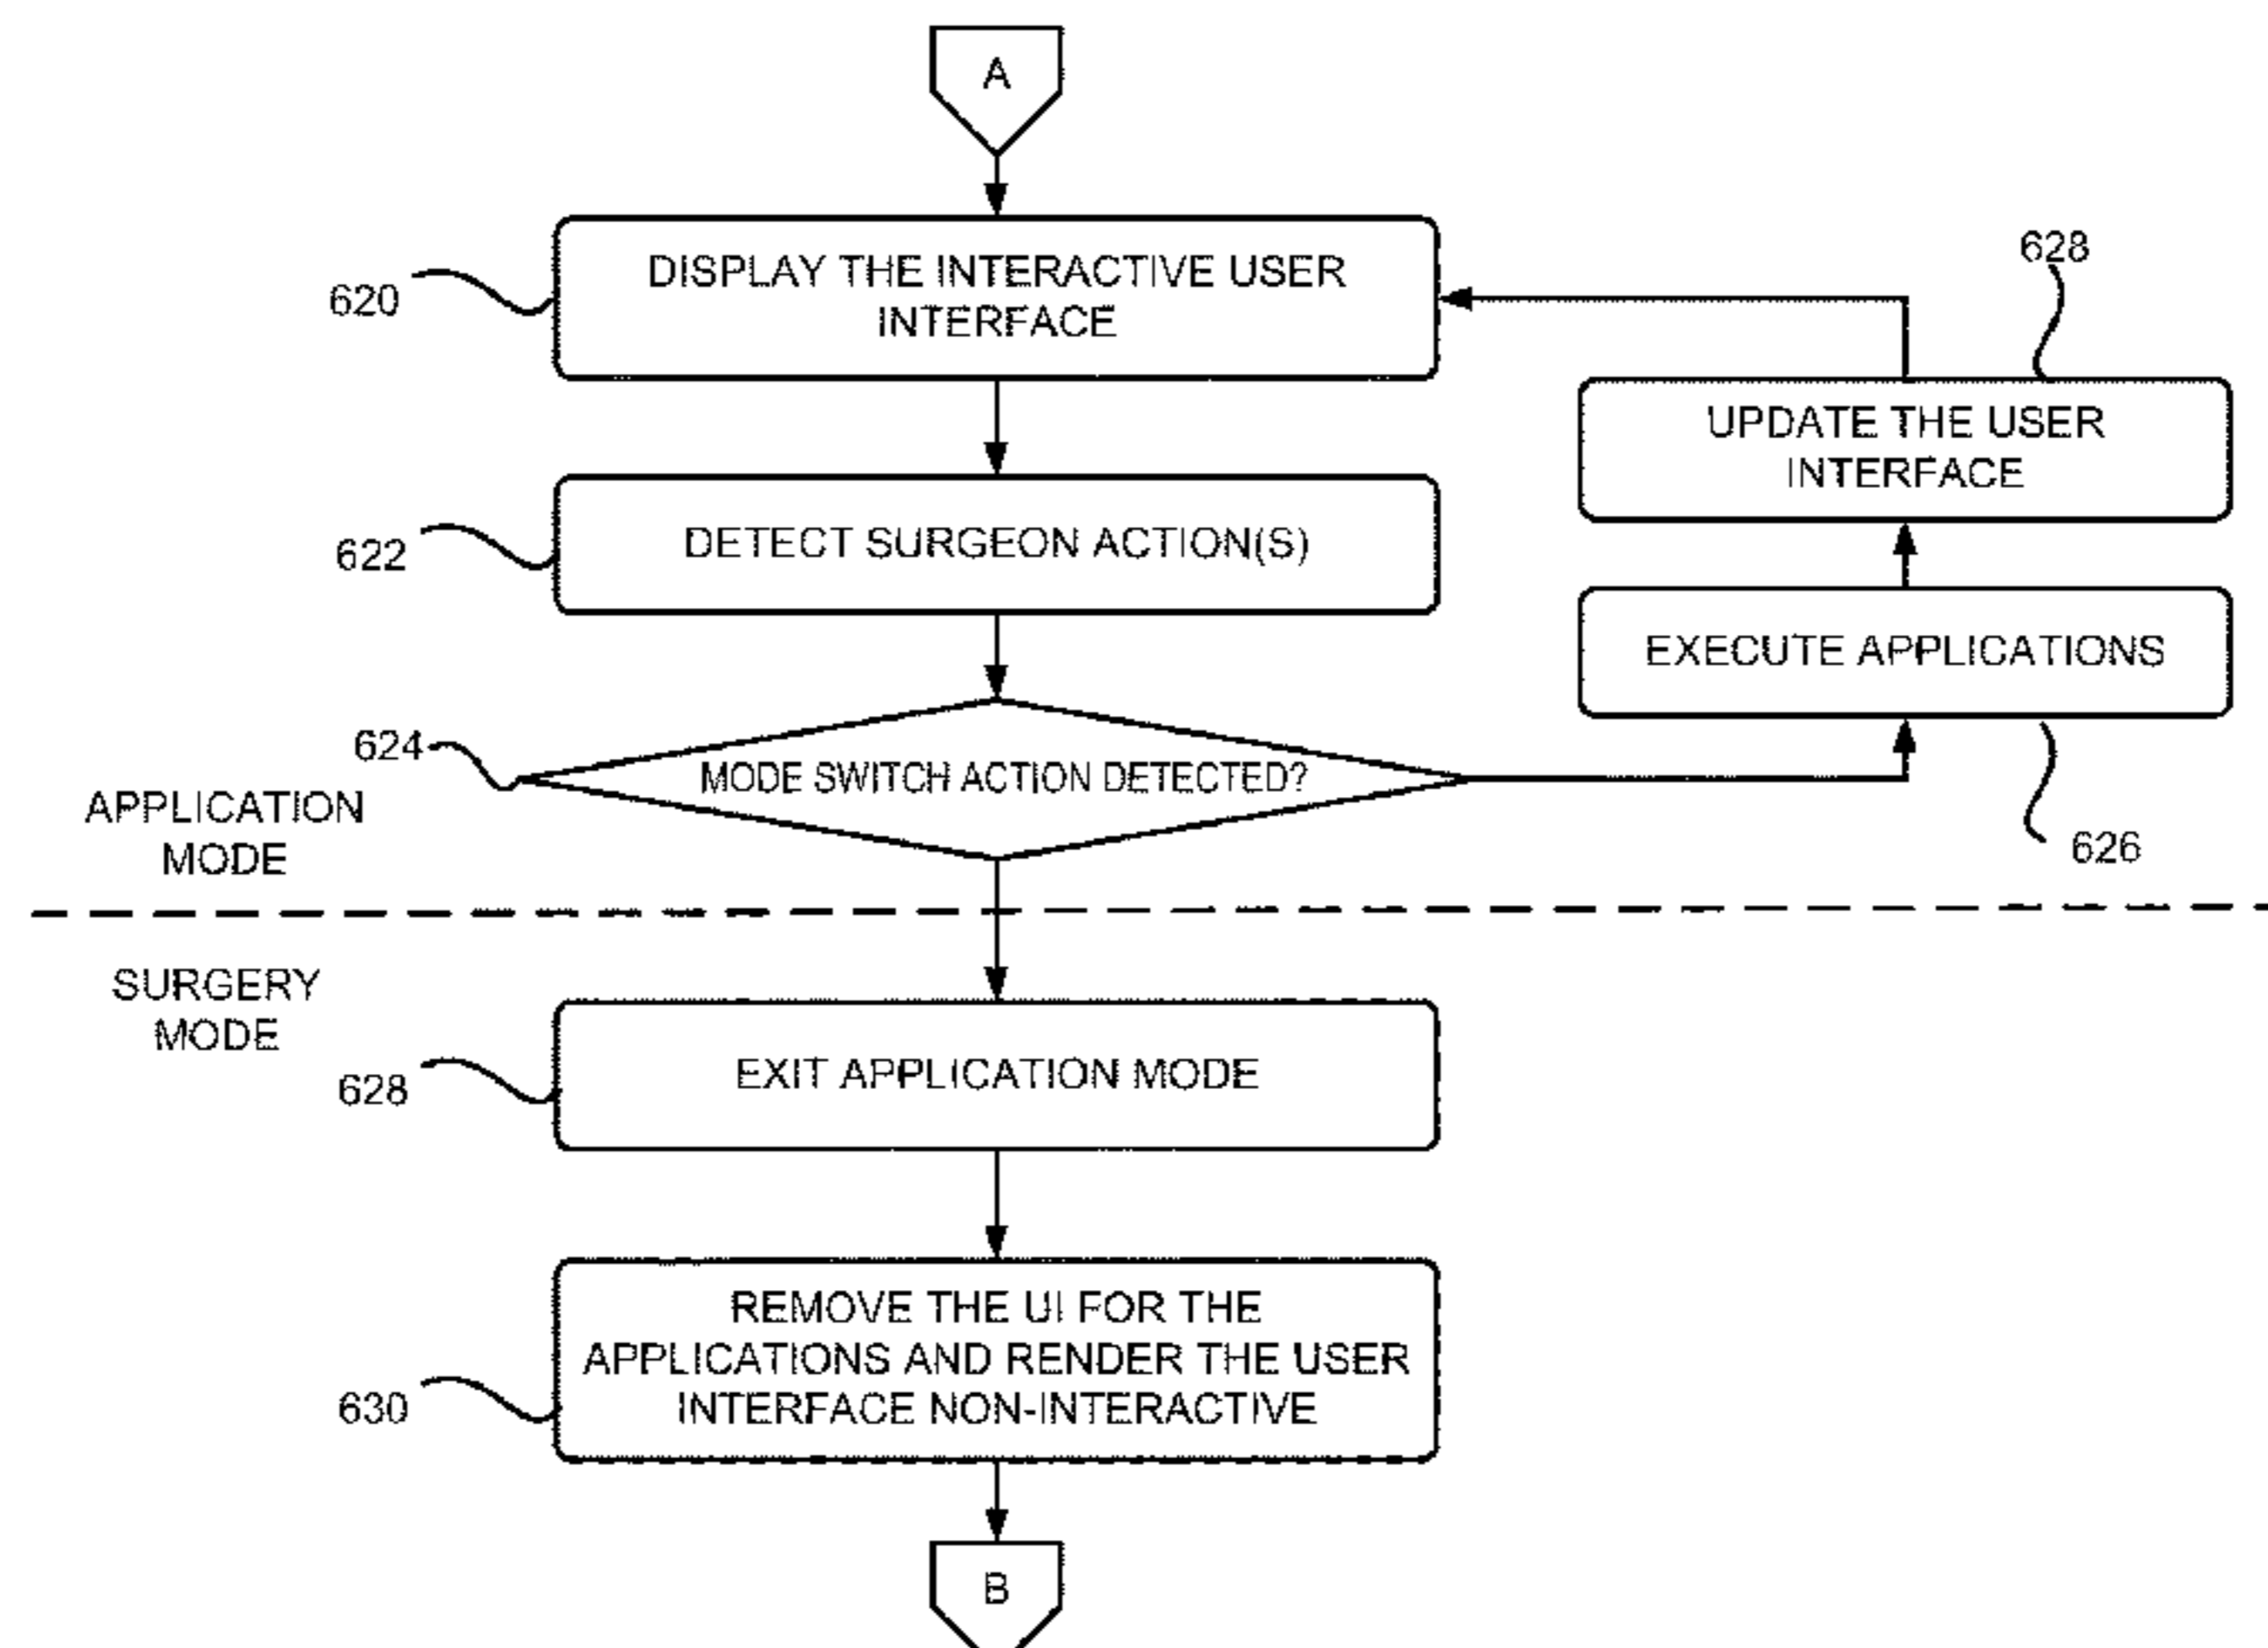 A
620
DISPLAY THE INTERACTIVE USER
INTERFACE
628
UPDATE THE USER
INTERFACE
622
DETECT SURGEON ACTION(S)
EXECUTE APPLICATIONS
624
MODE SWITCH ACTION DETECTED?
626
APPLICATION
MODE
SURGERY
MODE
628
EXIT APPLICATION MODE
630
REMOVE THE UI FOR THE
APPLICATIONS AND RENDER THE USER
INTERFACE NON-INTERACTIVE
B